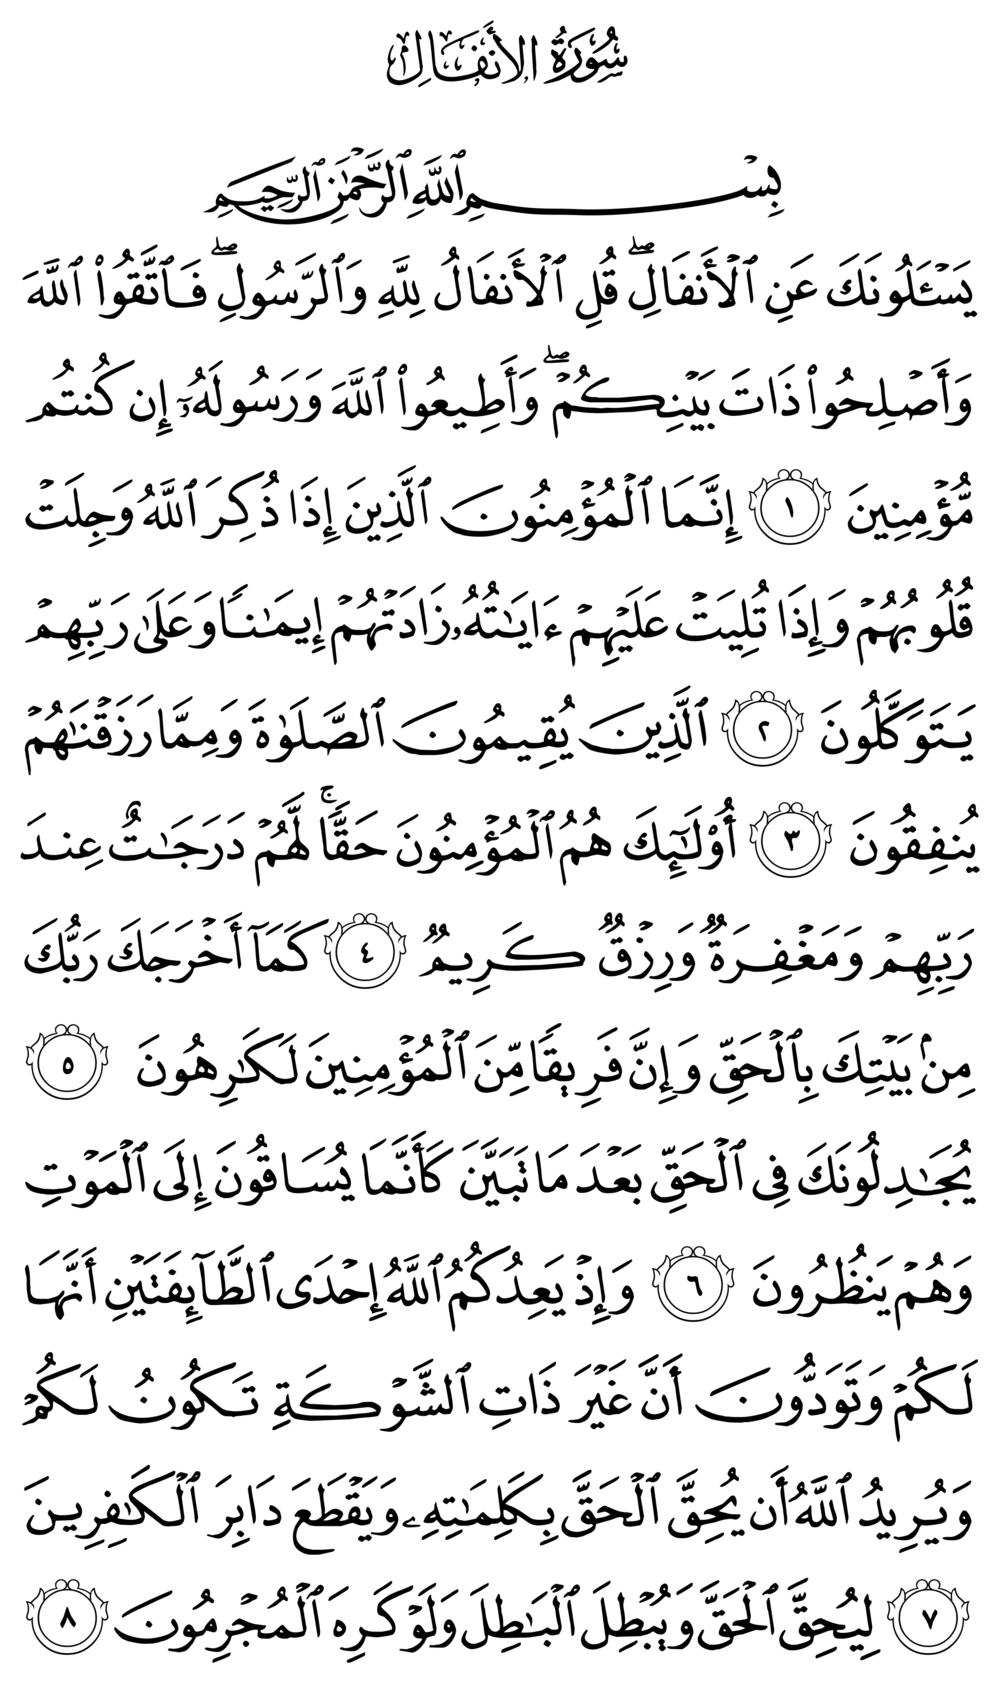 سُورَةُ الأَنفَالِ
بِسْمِ ٱللَّهِ ٱلرَّحْمَٰنِ ٱلرَّحِيمِ
يَسْـَٔلُونَكَ عَنِ ٱلْأَنفَالِۖ قُلِ ٱلْأَنفَالُ لِلَّهِ وَٱلرَّسُولِۖ فَٱتَّقُوا۟ ٱللَّهَ
وَأَصْلِحُوا۟ ذَاتَ بَيْنِكُمْۖ وَأَطِيعُوا۟ ٱللَّهَ وَرَسُولَهُۥٓ إِن كُنتُم
مُّؤْمِنِينَ ١ إِنَّمَا ٱلْمُؤْمِنُونَ ٱلَّذِينَ إِذَا ذُكِرَ ٱللَّهُ وَجِلَتْ
قُلُوبُهُمْ وَإِذَا تُلِيَتْ عَلَيْهِمْ ءَايَٰتُهُۥ زَادَتْهُمْ إِيمَٰنًا وَعَلَىٰ رَبِّهِمْ
يَتَوَكَّلُونَ ٢ ٱلَّذِينَ يُقِيمُونَ ٱلصَّلَوٰةَ وَمِمَّا رَزَقْنَٰهُمْ
يُنفِقُونَ ٣ أُو۟لَٰٓئِكَ هُمُ ٱلْمُؤْمِنُونَ حَقًّاۚ لَّهُمْ دَرَجَٰتٌ عِندَ
رَبِّهِمْ وَمَغْفِرَةٌ وَرِزْقٌ كَرِيمٌ ٤ كَمَآ أَخْرَجَكَ رَبُّكَ
مِنۢ بَيْتِكَ بِٱلْحَقِّ وَإِنَّ فَرِيقًا مِّنَ ٱلْمُؤْمِنِينَ لَكَٰرِهُونَ ٥
يُجَٰدِلُونَكَ فِى ٱلْحَقِّ بَعْدَ مَا تَبَيَّنَ كَأَنَّمَا يُسَاقُونَ إِلَى ٱلْمَوْتِ
وَهُمْ يَنظُرُونَ ٦ وَإِذْ يَعِدُكُمُ ٱللَّهُ إِحْدَى ٱلطَّآئِفَتَيْنِ أَنَّهَا
لَكُمْ وَتَوَدُّونَ أَنَّ غَيْرَ ذَاتِ ٱلشَّوْكَةِ تَكُونُ لَكُمْ
وَيُرِيدُ ٱللَّهُ أَن يُحِقَّ ٱلْحَقَّ بِكَلِمَٰتِهِۦ وَيَقْطَعَ دَابِرَ ٱلْكَٰفِرِينَ
٧ لِيُحِقَّ ٱلْحَقَّ وَيُبْطِلَ ٱلْبَٰطِلَ وَلَوْ كَرِهَ ٱلْمُجْرِمُونَ ٨